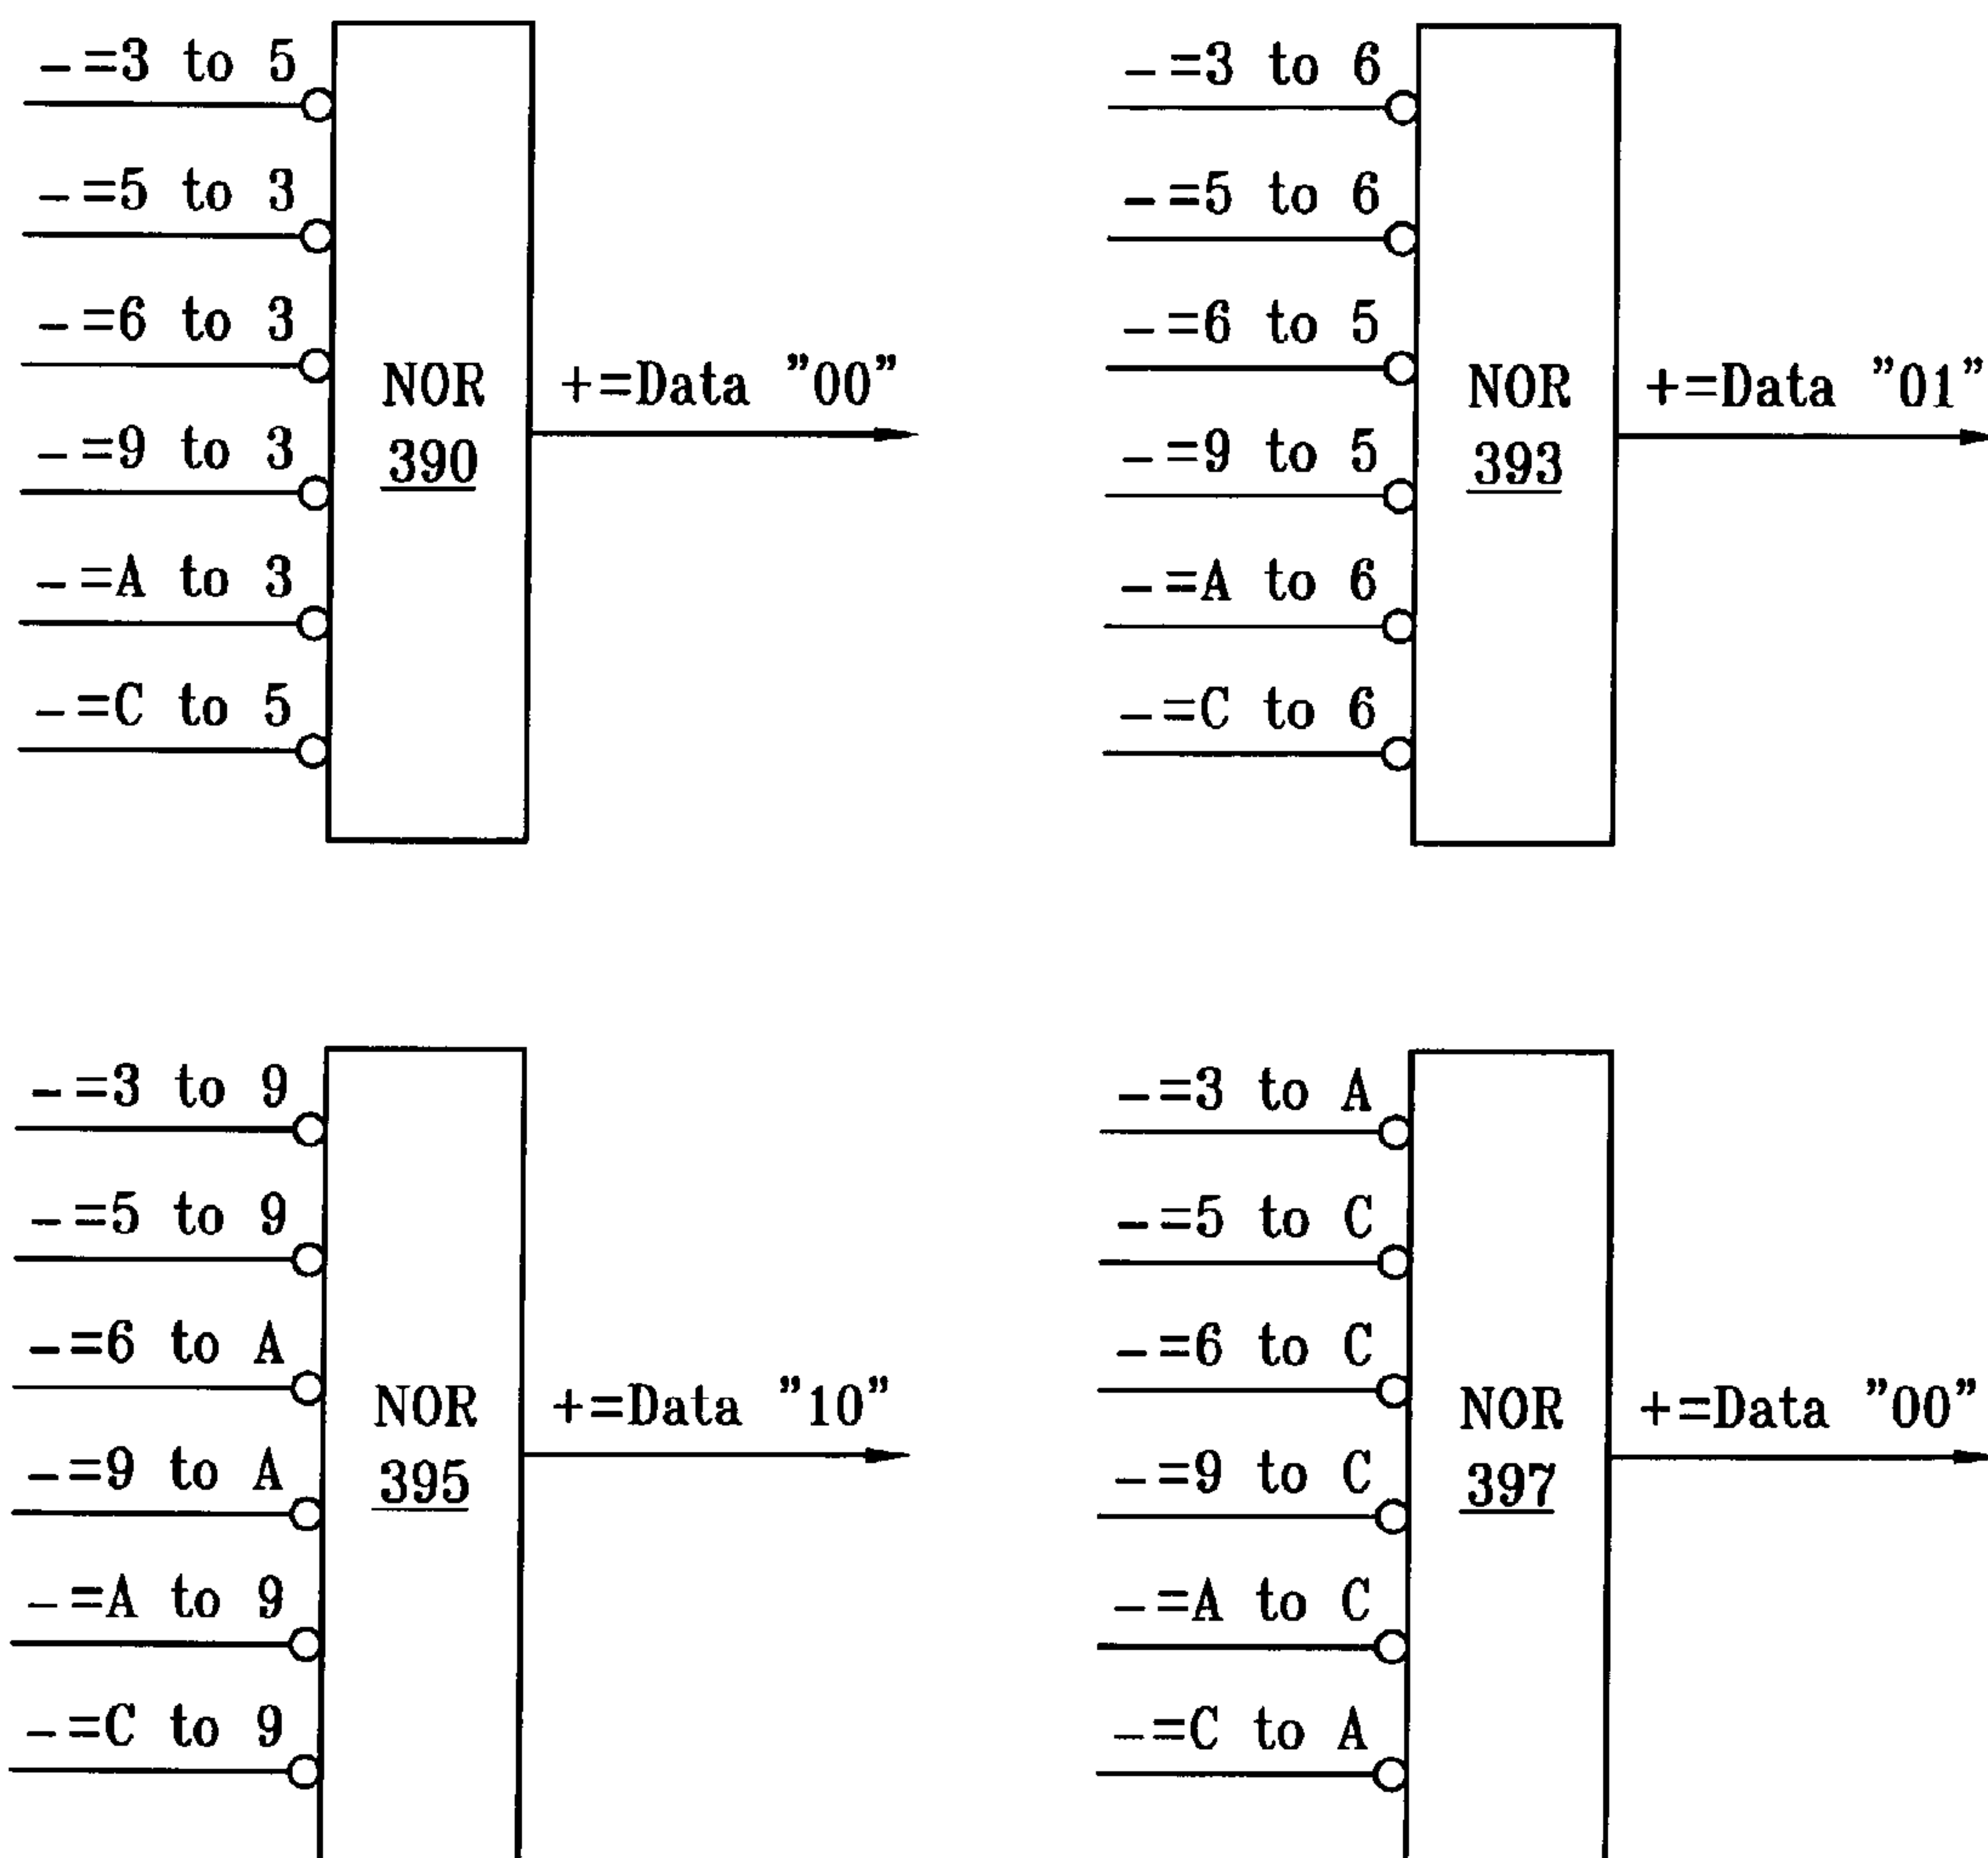 –=3 to 5
–=5 to 3
–=6 to 3
–=9 to 3
–=A to 3
–=C to 5
NOR
390
+=Data "00"
–=3 to 6
–=5 to 6
–=6 to 5
–=9 to 5
–=A to 6
–=C to 6
NOR
393
+=Data "01"
–=3 to 9
–=5 to 9
–=6 to A
–=9 to A
–=A to 9
–=C to 9
NOR
395
+=Data "10"
–=3 to A
–=5 to C
–=6 to C
–=9 to C
–=A to C
–=C to A
NOR
397
+=Data "00"